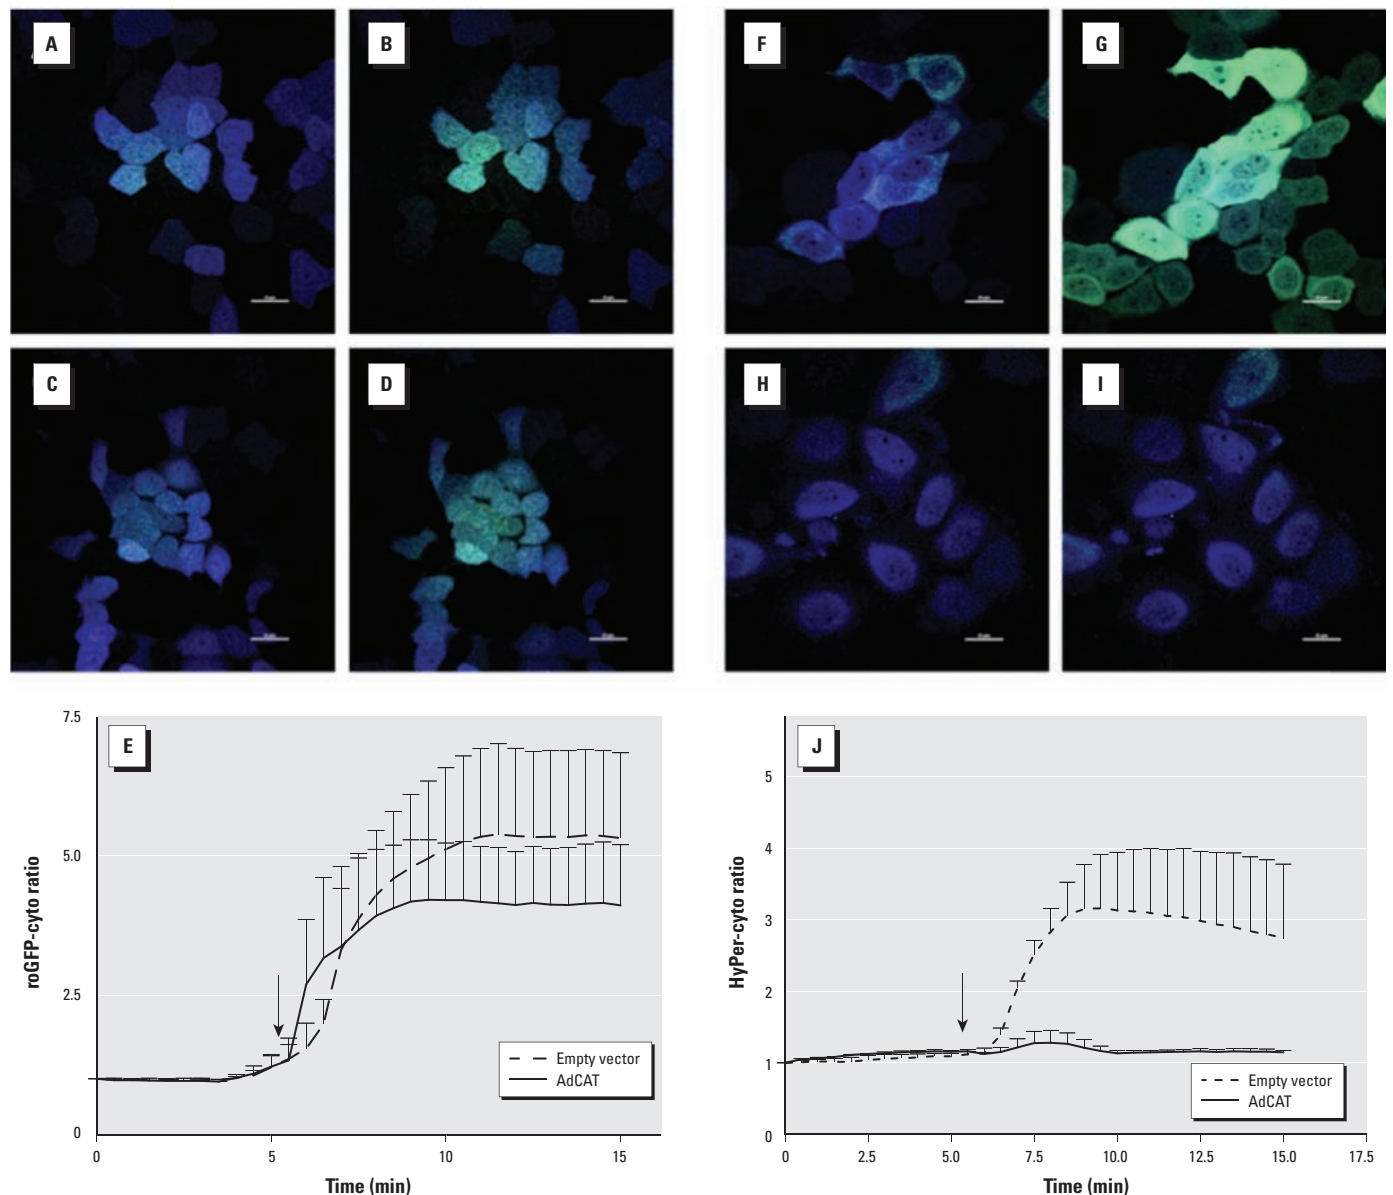 A
B
F
G
C
D
H
I
E
roGFP-cyto ratio
7.5
5.0
2.5
0
0
5
10
15
Time (min)
Empty vector
AdCAT
J
HyPer-cyto ratio
5
4
3
2
1
0
0
2.5
5.0
7.5
10.0
12.5
15.0
17.5
Time (min)
Empty vector
AdCAT